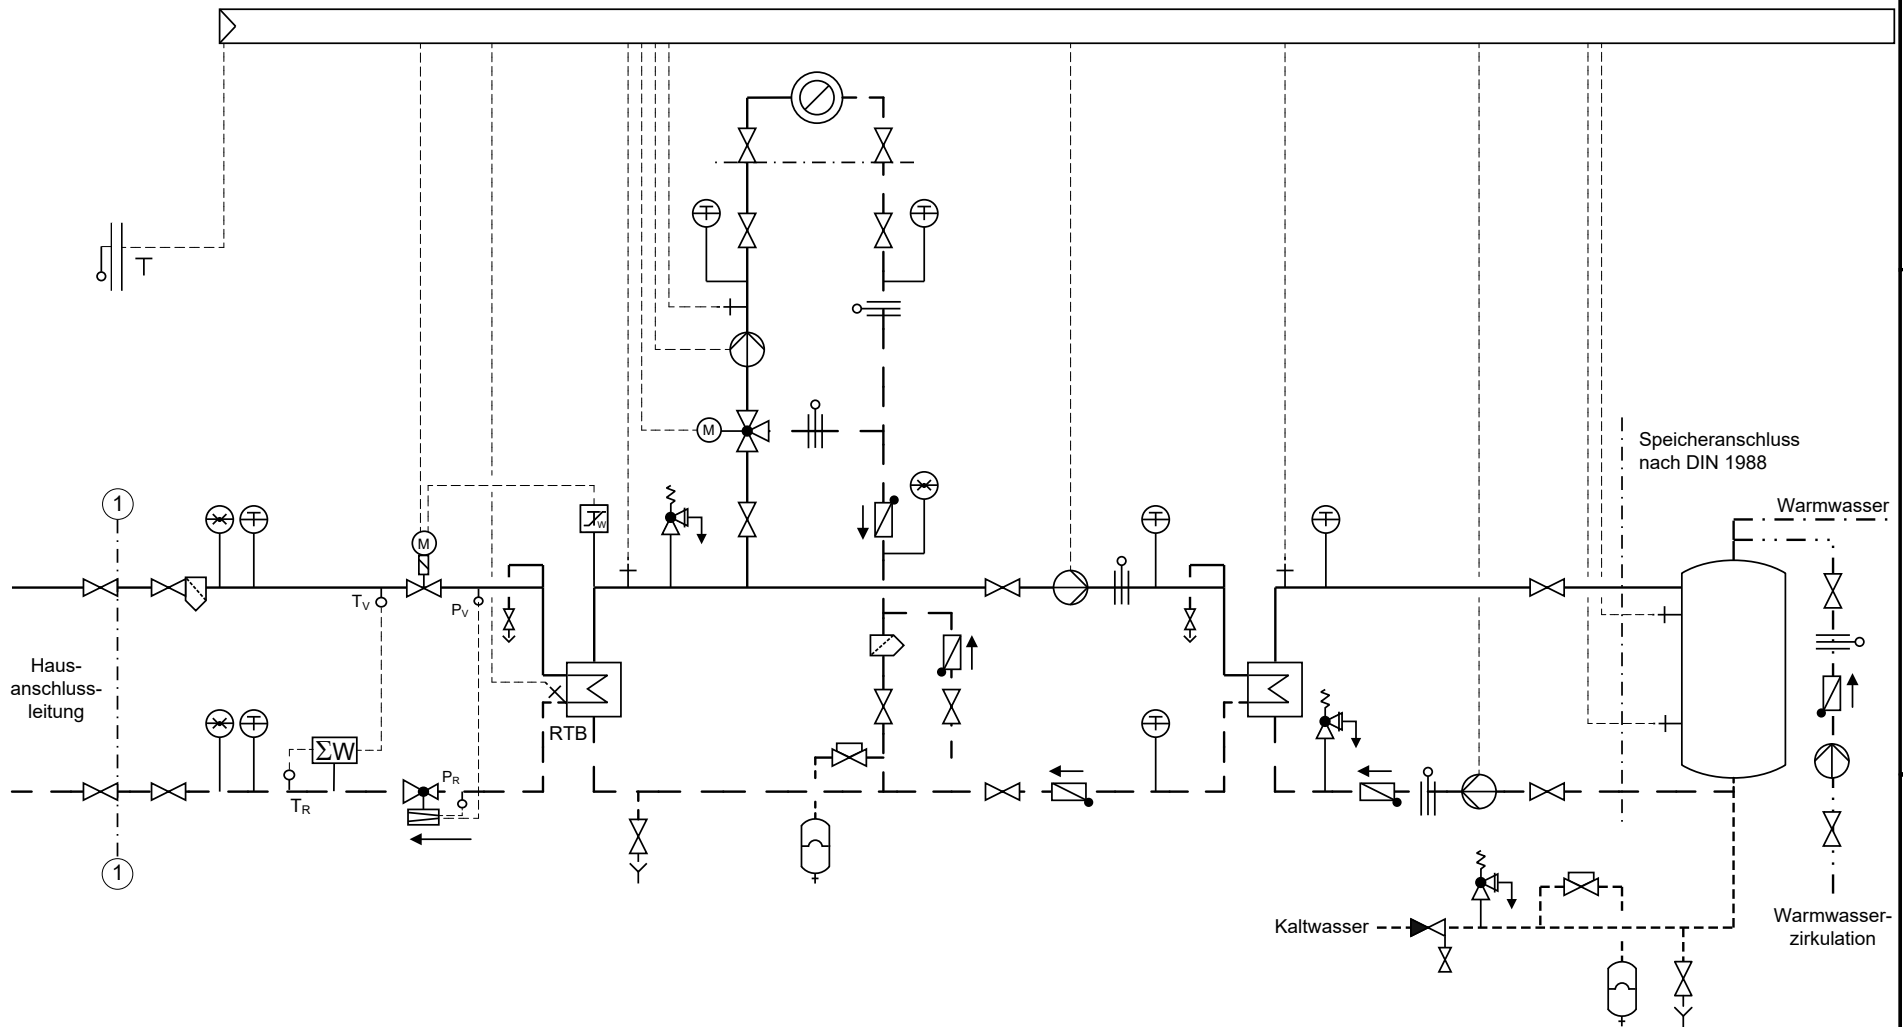 T
T
T
M
Speicheranschluss
nach DIN 1988
Warmwasser
1
T
M
W
T
T
TV
PV
Haus-
anschluss-
leitung
T
ΣW
RTB
T
PR
TR
1
Kaltwasser
Warmwasser-
zirkulation